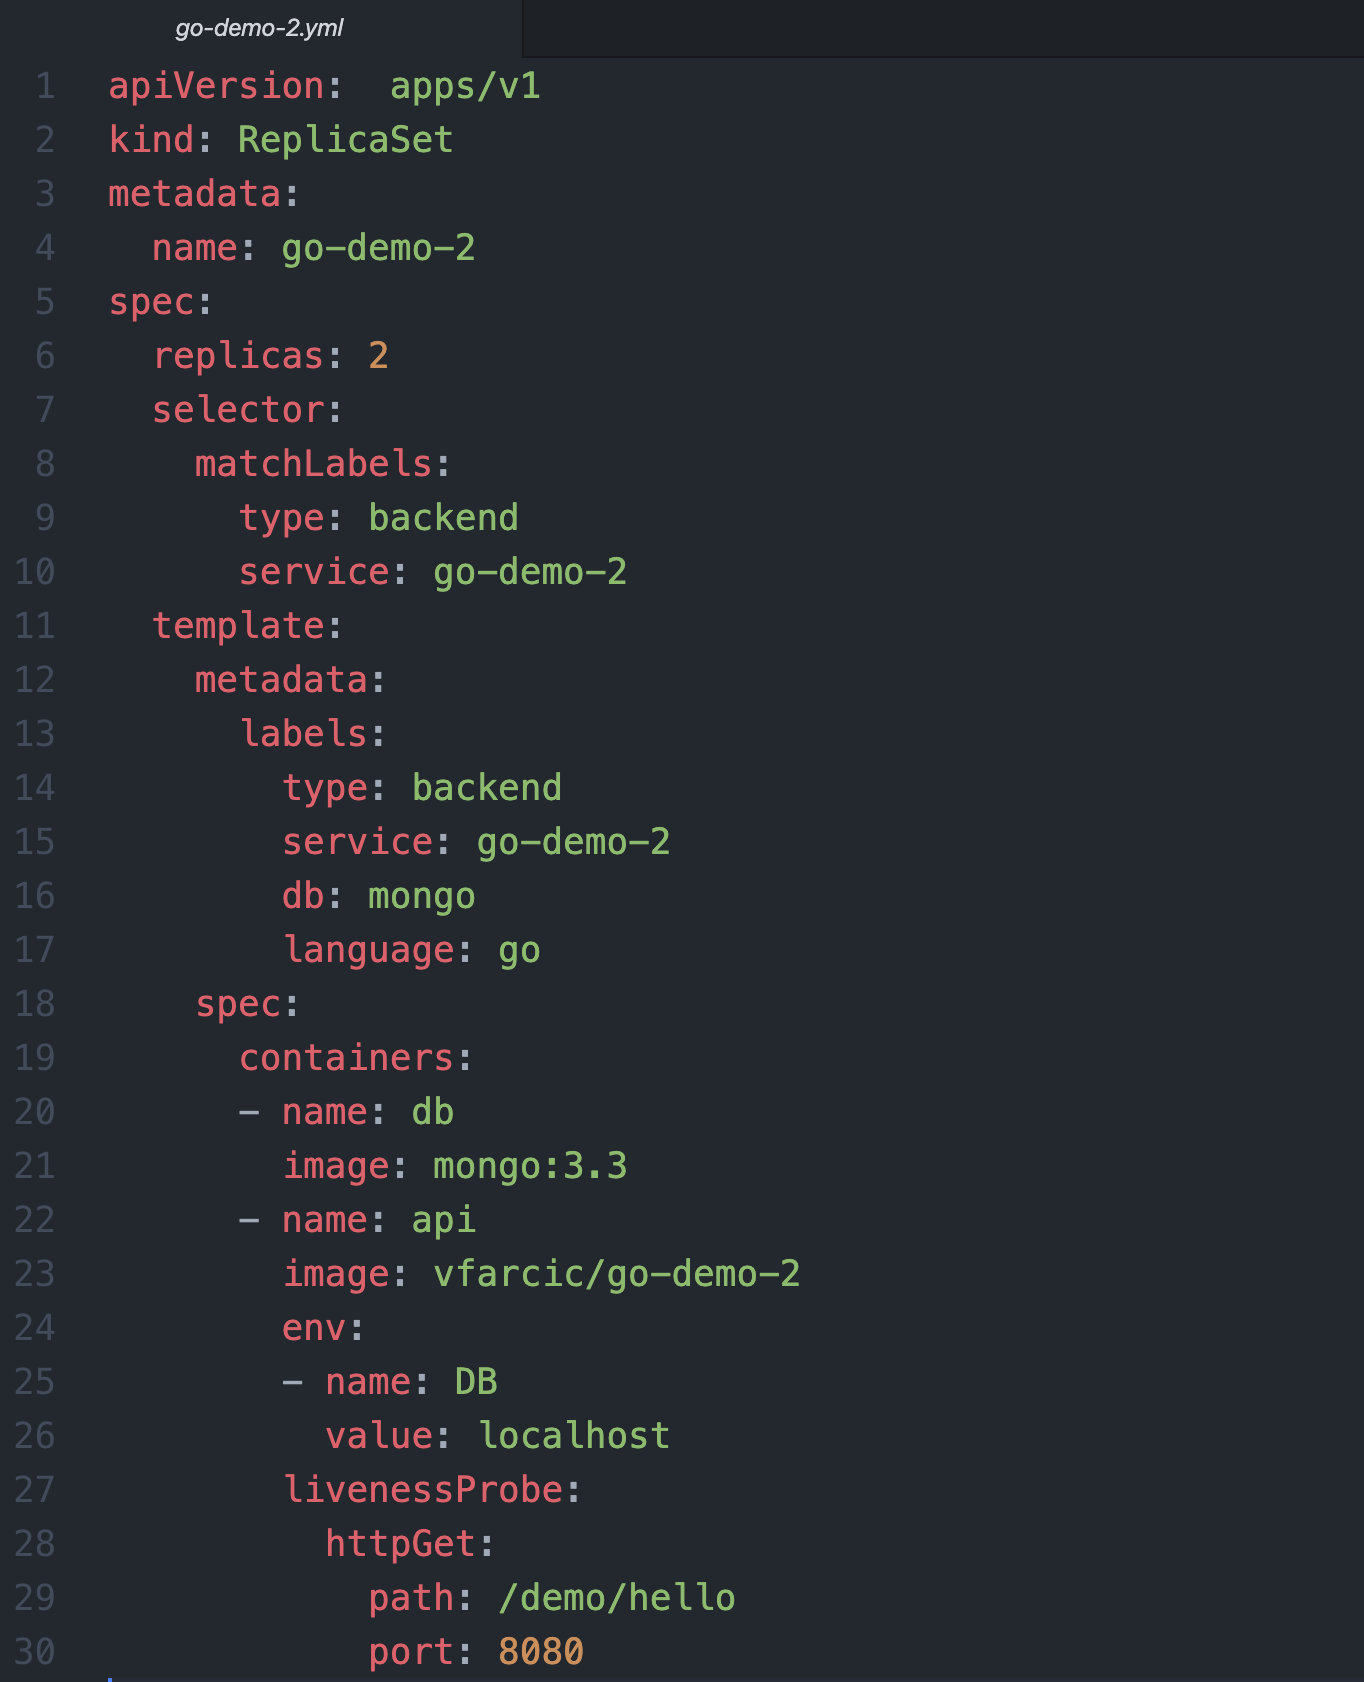 go-demo-2.yml
1 apiVersion:  apps/v1
2 kind: ReplicaSet
3 metadata:
4   name: go-demo-2
5 spec:
6   replicas: 2
7   selector:
8     matchLabels:
9       type: backend
10       service: go-demo-2
11   template:
12     metadata:
13       labels:
14         type: backend
15         service: go-demo-2
16         db: mongo
17         language: go
18     spec:
19       containers:
20       - name: db
21         image: mongo:3.3
22       - name: api
23         image: vfarcic/go-demo-2
24         env:
25         - name: DB
26           value: localhost
27         livenessProbe:
28           httpGet:
29             path: /demo/hello
30             port: 8080